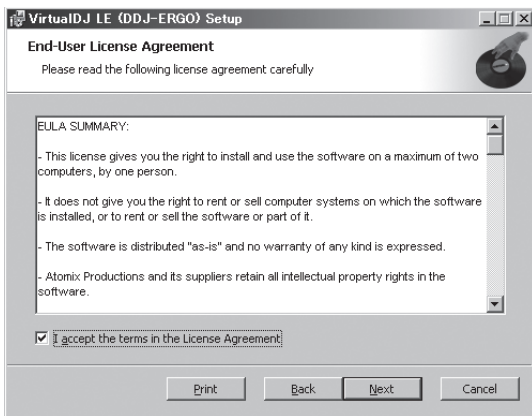 VirtualDJ LE (DDJ-ERGO) Setup
End-User License Agreement
Please read the following license agreement carefully
EULA SUMMARY:
- This license gives you the right to install and use the software on a maximum of two
computers, by one person.
- It does not give you the right to rent or sell computer systems on which the software
is installed, or to rent or sell the software or part of it.
- The software is distributed "as-is" and no warranty of any kind is expressed.
- Atomix Productions and its suppliers retain all intellectual property rights in the
software.
I accept the terms in the License Agreement
Print Back Next Cancel